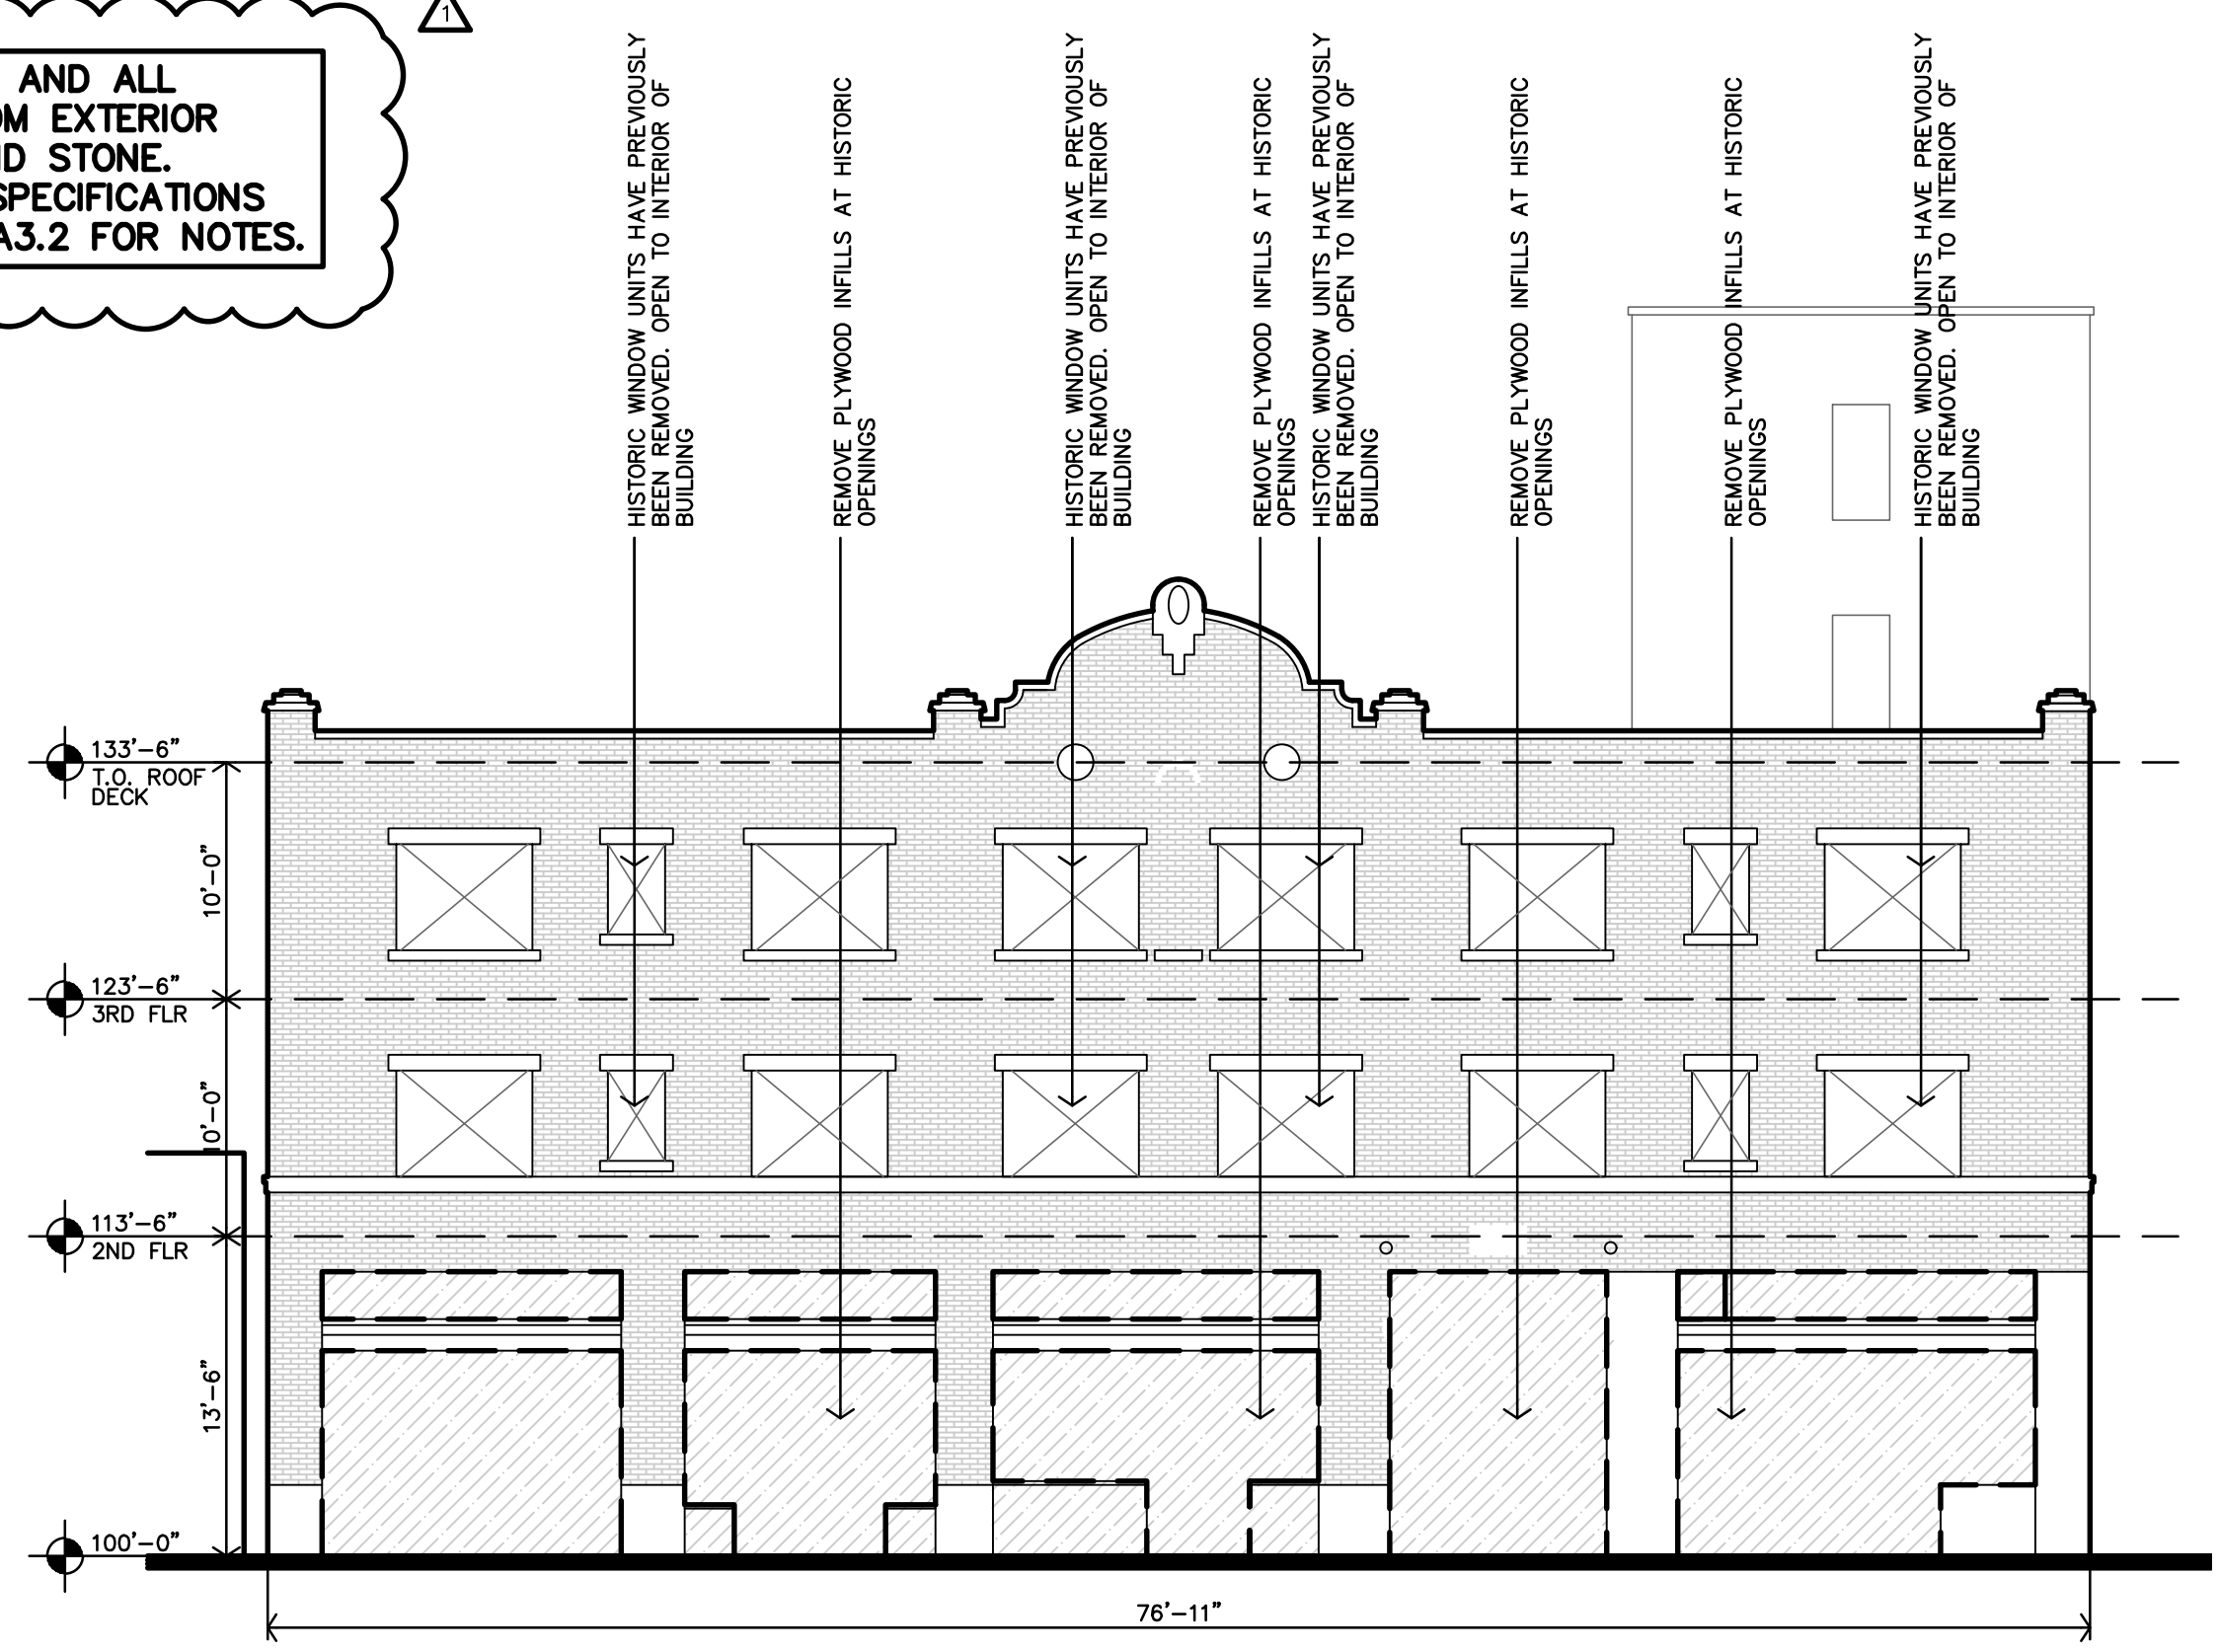 1
AND ALL
EXTERIOR
STONE.
SPECIFICATIONS
A3.2 FOR NOTES.
HISTORIC WINDOW UNITS HAVE PREVIOUSLY
BEEN REMOVED. OPEN TO INTERIOR OF
BUILDING
REMOVE PLYWOOD INFILLS AT HISTORIC
OPENINGS
HISTORIC WINDOW UNITS HAVE PREVIOUSLY
BEEN REMOVED. OPEN TO INTERIOR OF
BUILDING
REMOVE PLYWOOD INFILLS AT HISTORIC
OPENINGS
HISTORIC WINDOW UNITS HAVE PREVIOUSLY
BEEN REMOVED. OPEN TO INTERIOR OF
BUILDING
REMOVE PLYWOOD INFILLS AT HISTORIC
OPENINGS
REMOVE PLYWOOD INFILLS AT HISTORIC
OPENINGS
HISTORIC WINDOW UNITS HAVE PREVIOUSLY
BEEN REMOVED. OPEN TO INTERIOR OF
BUILDING
133'-6"
T.O. ROOF
DECK
10'-0"
123'-6"
3RD FLR
10'-0"
113'-6"
2ND FLR
13'-6"
100'-0"
76'-11"